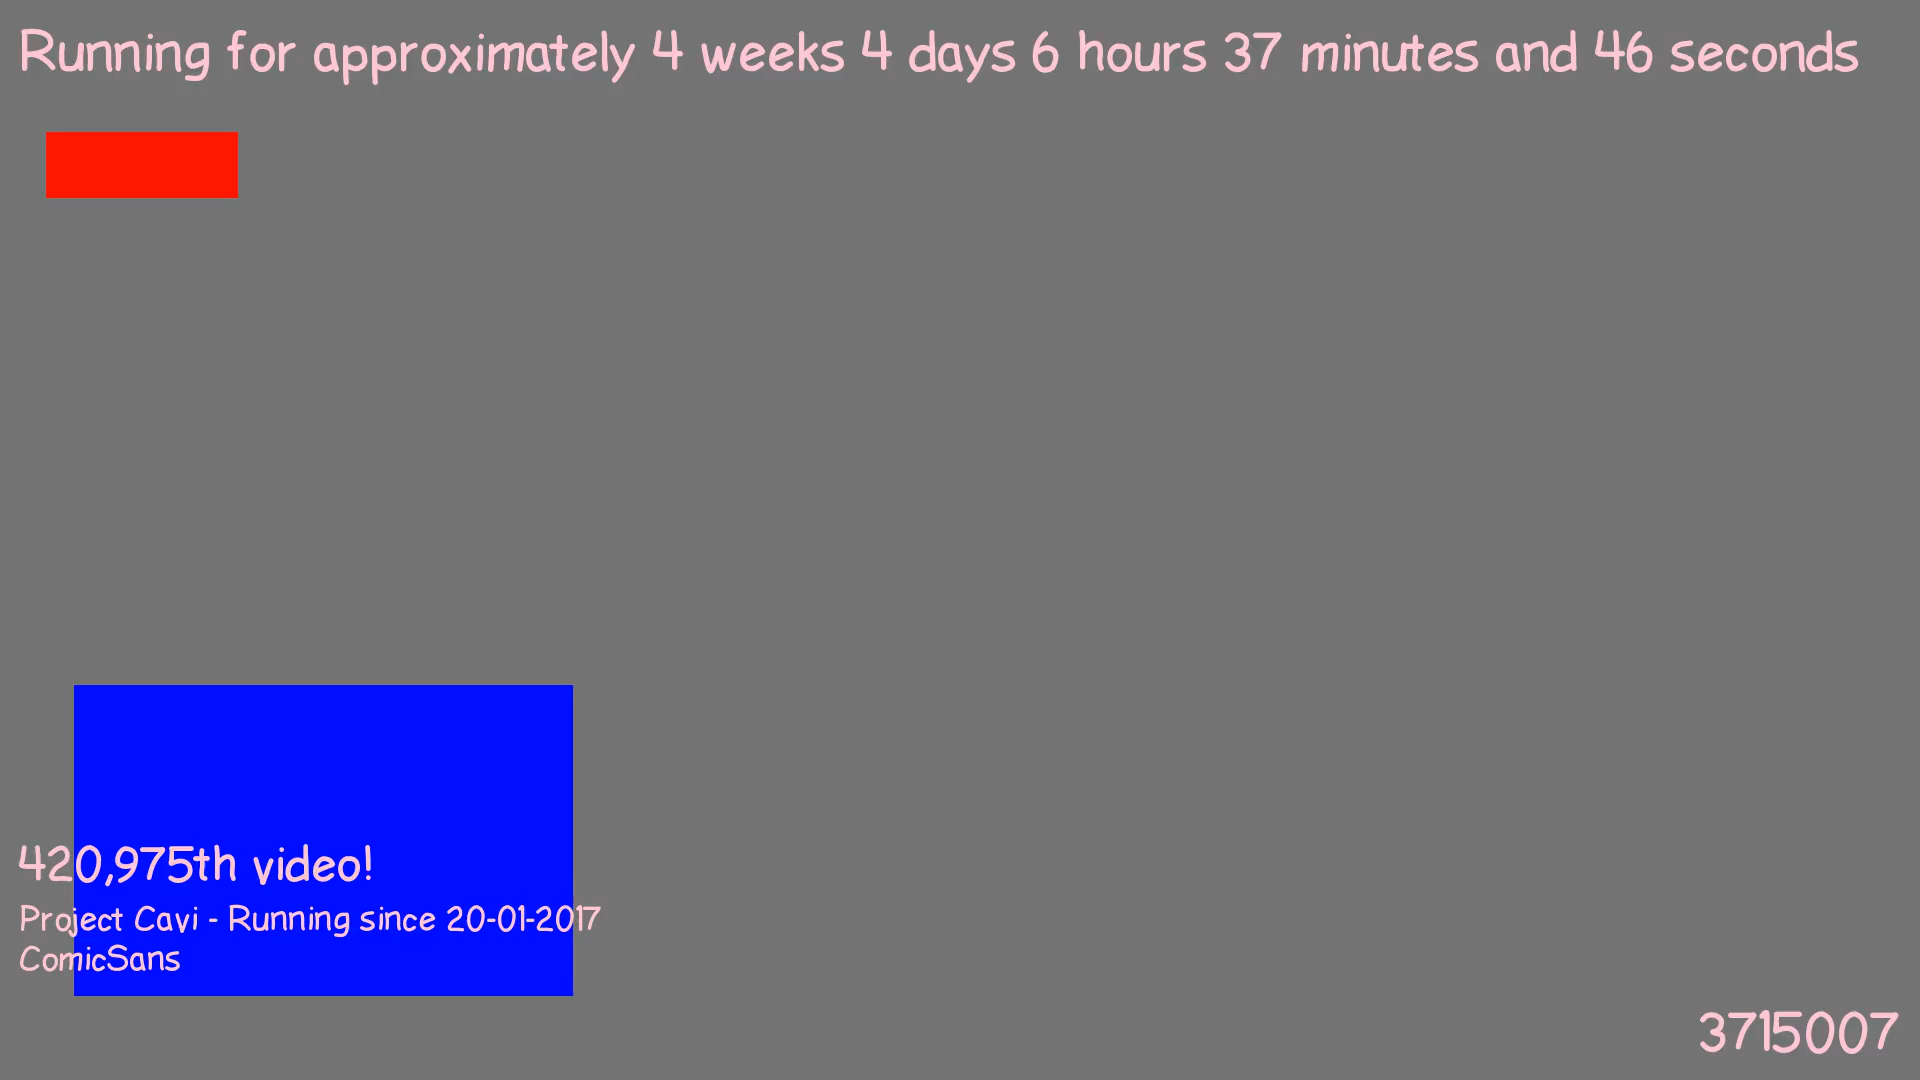 Running for approximately 4 weeks 4 days 6 hours 37 minutes and 46 seconds
420,975th video!
Project Cavi - Running since 20-01-2017
ComicSans
3715007